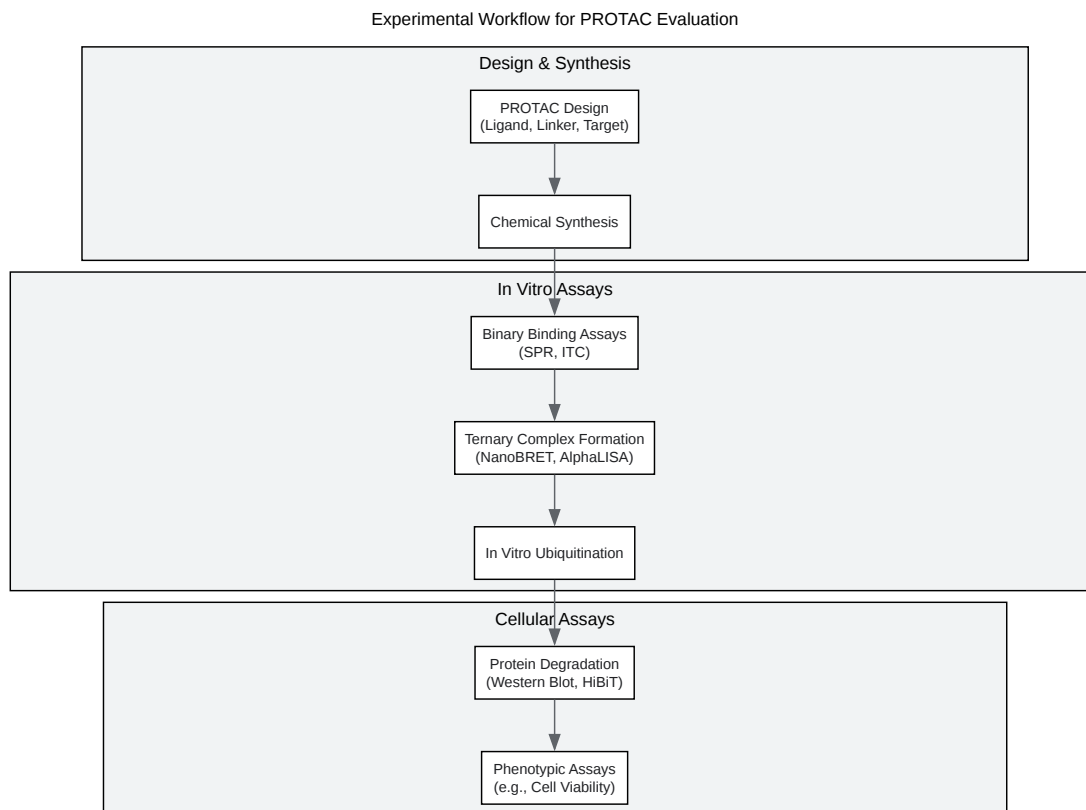 Experimental Workflow for PROTAC Evaluation
Design & Synthesis
PROTAC Design
(Ligand, Linker, Target)
Chemical Synthesis
In Vitro Assays
Binary Binding Assays
(SPR, ITC)
Ternary Complex Formation
(NanoBRET, AlphaLISA)
In Vitro Ubiquitination
Cellular Assays
Protein Degradation
(Western Blot, HiBiT)
Phenotypic Assays
(e.g., Cell Viability)